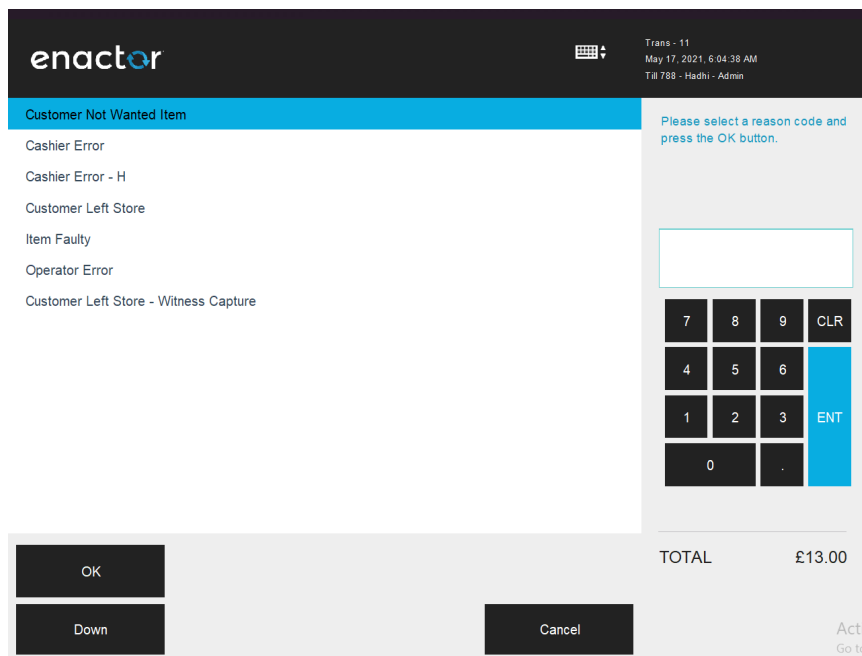 enactor
Trans - 11
May 17, 2021, 6:04:38 AM
Till 788 - Hadhi - Admin
Customer Not Wanted Item
Cashier Error
Cashier Error - H
Customer Left Store
Item Faulty
Operator Error
Customer Left Store - Witness Capture
Please select a reason code and
press the OK button.
7 8 9 CLR
4 5 6
1 2 3 ENT
0 .
TOTAL £13.00
OK
Down
Cancel